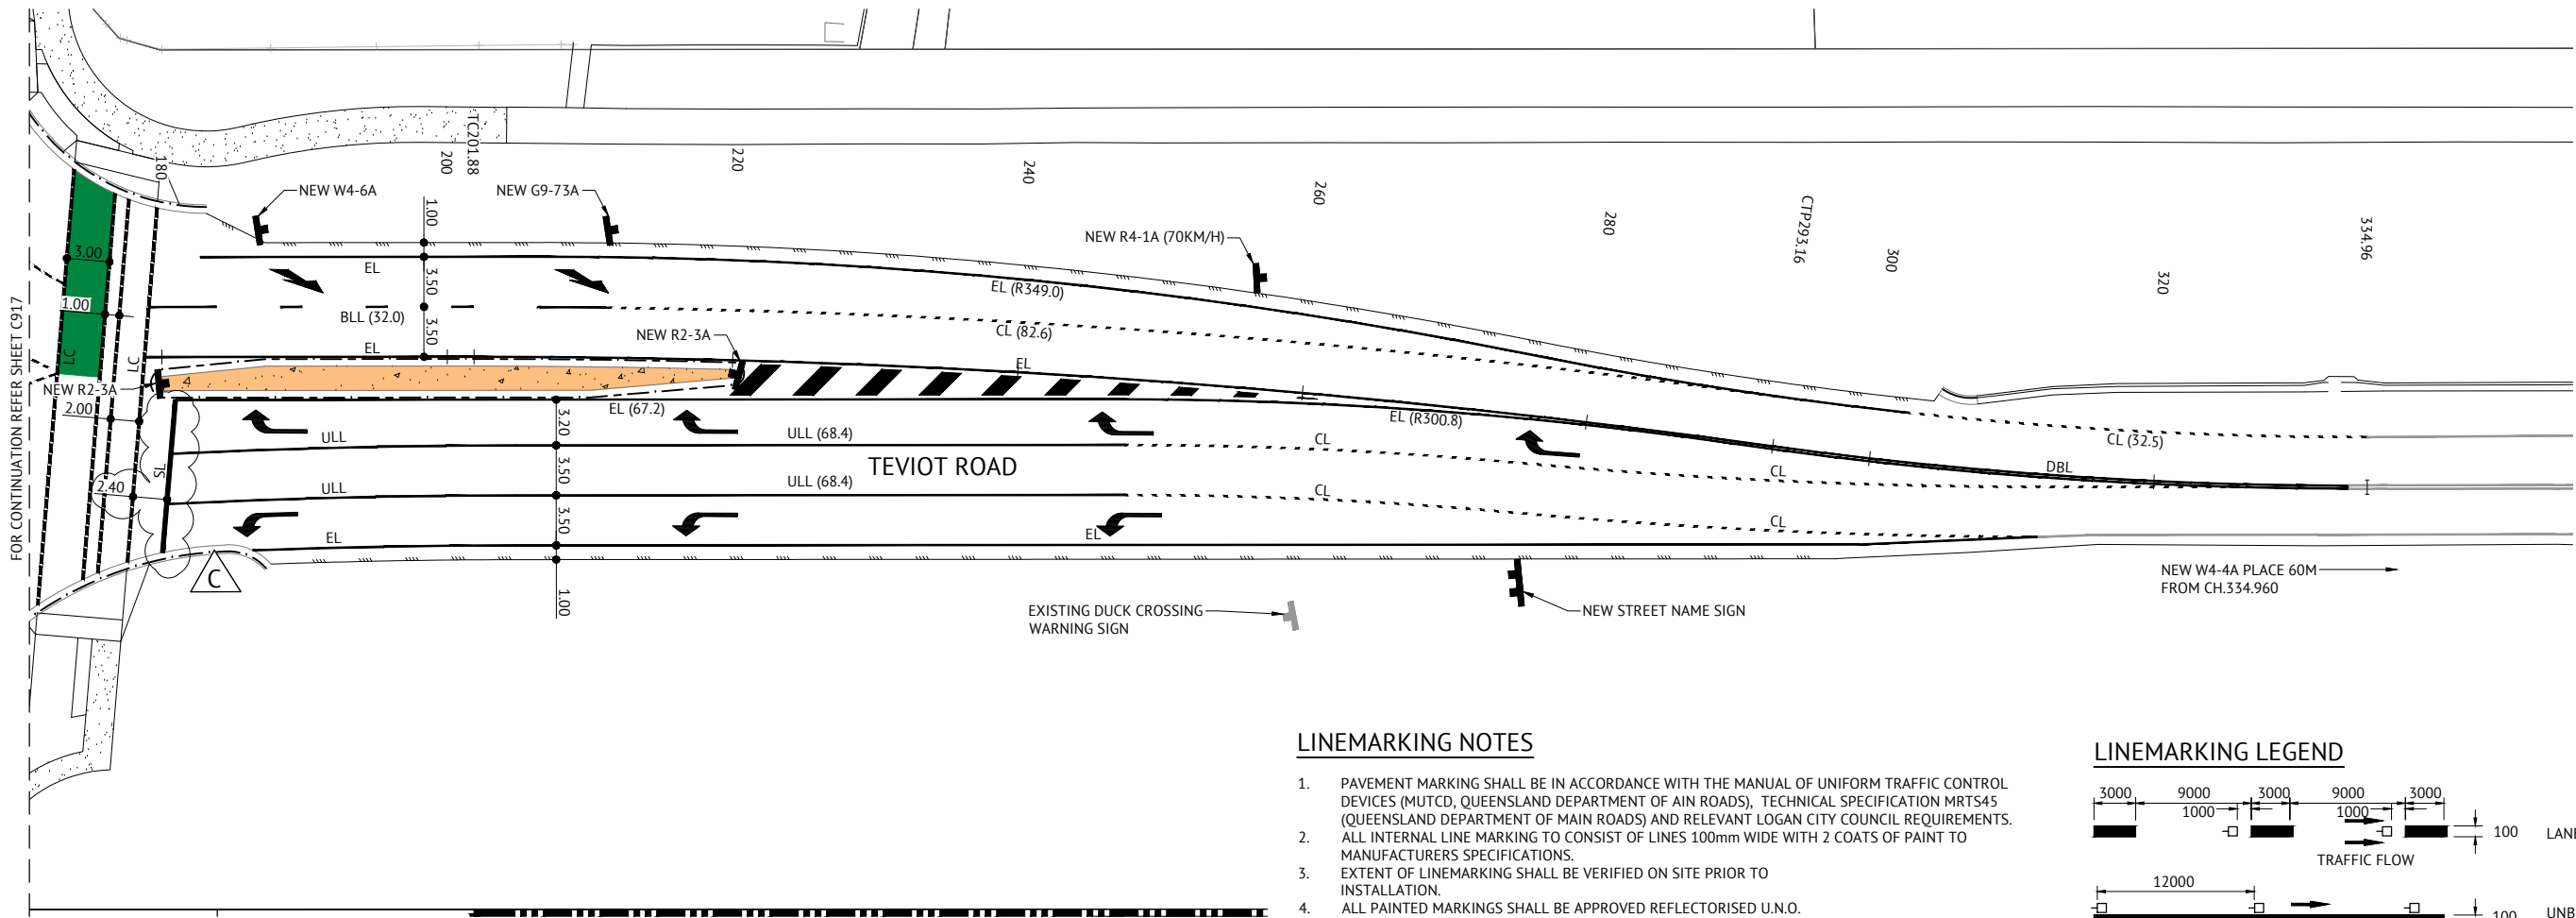 TC201.88
180
200
220
240
260
280
CTP293.16
300
320
334.96
NEW W4-6A
NEW G9-73A
NEW R4-1A (70KM/H)
1.00
3.50
3.50
3.00
1.00
EL
EL (R349.0)
BLL (32.0)
CL (82.6)
NEW R2-3A
EL
EL
LC
LC
NEW R2-3A
2.00
EL (67.2)
EL (R300.8)
3.20
ULL
ULL (68.4)
CL
CL (32.5)
TEVIOT ROAD
CL
DBL
SL
2.40
3.50
ULL
ULL (68.4)
CL
CL
3.50
EL
EL
C
1.00
FOR CONTINUATION REFER SHEET C917
NEW W4-4A PLACE 60M
FROM CH.334.960
EXISTING DUCK CROSSING
WARNING SIGN
NEW STREET NAME SIGN
LINEMARKING NOTES
1. PAVEMENT MARKING SHALL BE IN ACCORDANCE WITH THE MANUAL OF UNIFORM TRAFFIC CONTROL
DEVICES (MUTCD, QUEENSLAND DEPARTMENT OF AIN ROADS), TECHNICAL SPECIFICATION MRTS45
(QUEENSLAND DEPARTMENT OF MAIN ROADS) AND RELEVANT LOGAN CITY COUNCIL REQUIREMENTS.
2. ALL INTERNAL LINE MARKING TO CONSIST OF LINES 100mm WIDE WITH 2 COATS OF PAINT TO
MANUFACTURERS SPECIFICATIONS.
3. EXTENT OF LINEMARKING SHALL BE VERIFIED ON SITE PRIOR TO
INSTALLATION.
4. ALL PAINTED MARKINGS SHALL BE APPROVED REFLECTORISED U.N.O.
LINEMARKING LEGEND
3000 9000 3000 9000 3000
1000 1000
100 LANE
TRAFFIC FLOW
12000
100 UNB